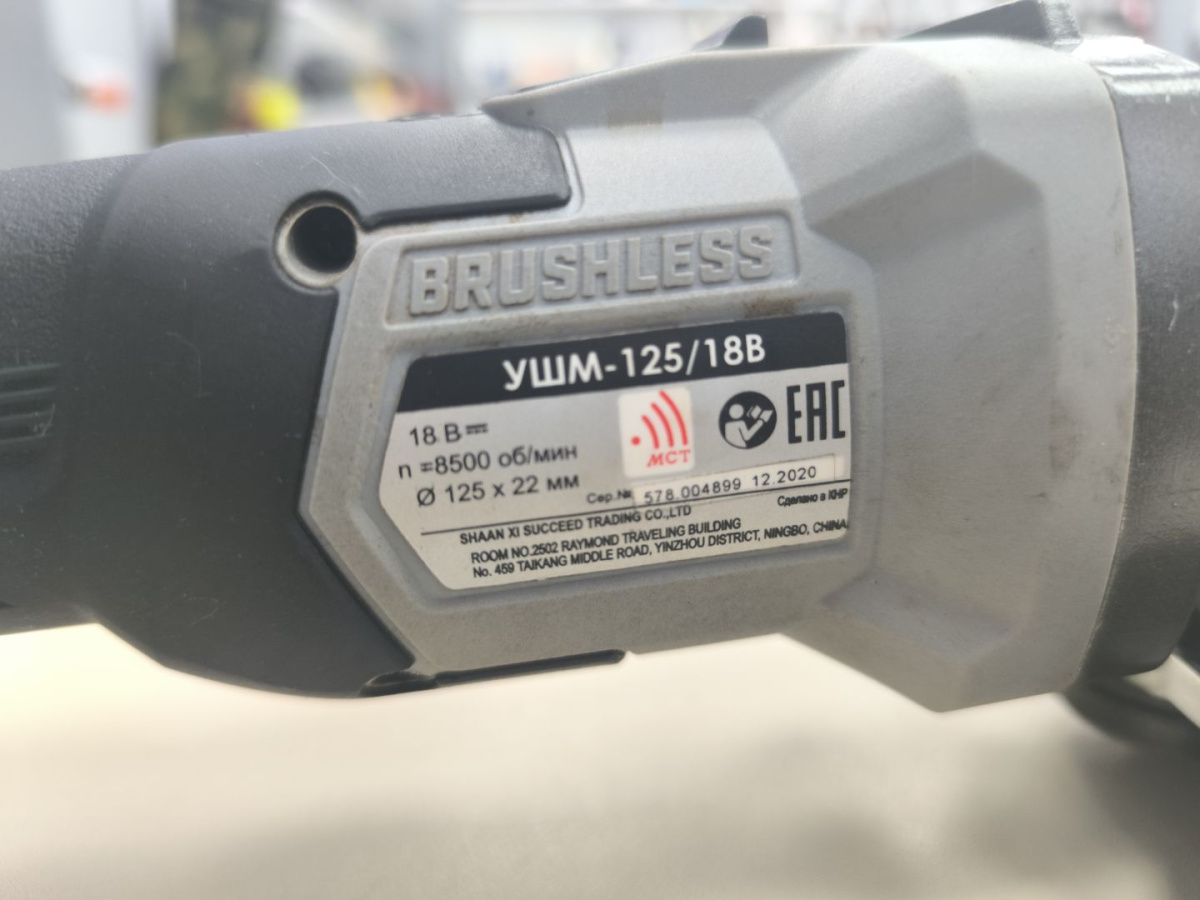 BRUSHLESS
УШМ-125/18В
18 В
n =8500 об/мин
Ø 125 x 22 мм
МСТ
EAC
Сер.№ 578.004899 12.2020
Сделано в КНР
SHAAN XI SUCCEED TRADING CO.,LTD
ROOM NO.2502 RAYMOND TRAVELING BUILDING
No. 459 TAIKANG MIDDLE ROAD, YINZHOU DISTRICT, NINGBO, CHINA